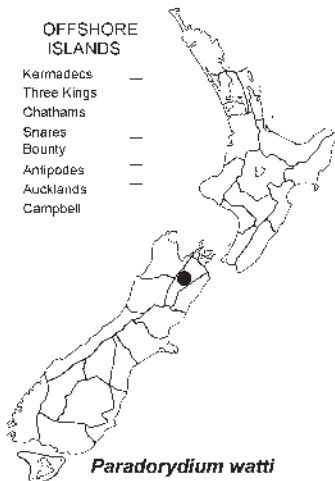 OFFSHORE
ISLANDS
Kermadecs
Three Kings
Chathams
Snares
Bounty
Antipodes
Aucklands
Campbell
Paradorydium watti